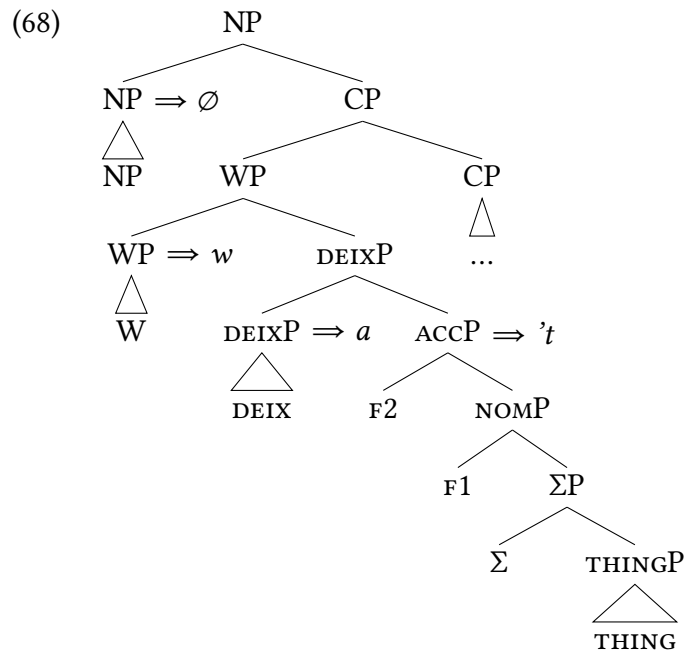 (68) NP
NP ⇒ ∅ CP
NP WP CP
WP ⇒ w DEIXP ...
W DEIXP ⇒ a ACCP ⇒ 't
DEIX F2 NOMP
F1 ΣP
Σ THINGP
THING